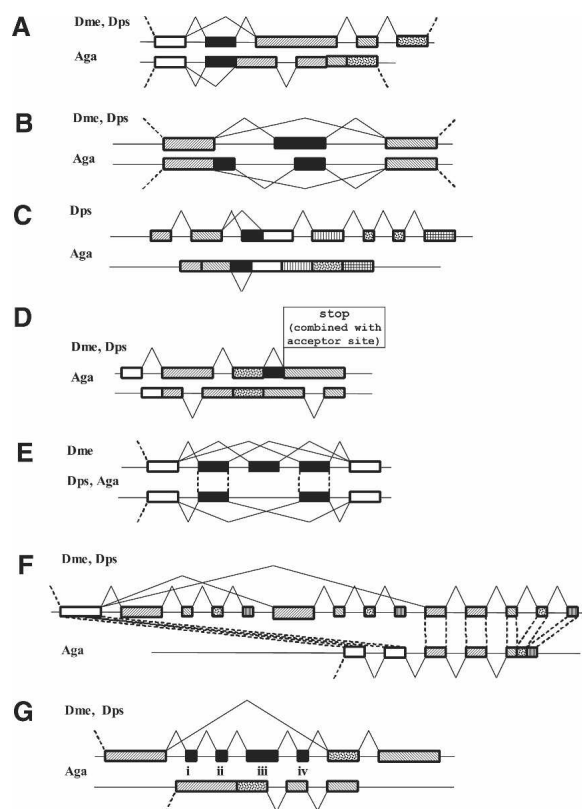 A
Dme, Dps
Aga
B
Dme, Dps
Aga
C
Dps
Aga
D
stop
(combined with
acceptor site)
Dme, Dps
Aga
E
Dme
Dps, Aga
F
Dme, Dps
Aga
G
Dme, Dps
Aga
i ii iii iv